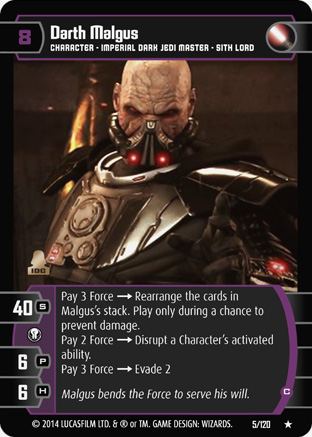 8 Darth Malgus
CHARACTER - IMPERIAL DARK JEDI MASTER - SITH LORD
IDC
40 S
Pay 3 Force → Rearrange the cards in
Malgus's stack. Play only during a chance to
prevent damage.
Pay 2 Force → Disrupt a Character's activated
ability.
6 P
Pay 3 Force → Evade 2
6 H
Malgus bends the Force to serve his will.
C
© 2014 LUCASFILM LTD. & ® or TM. GAME DESIGN: WIZARDS. 5/120 ★